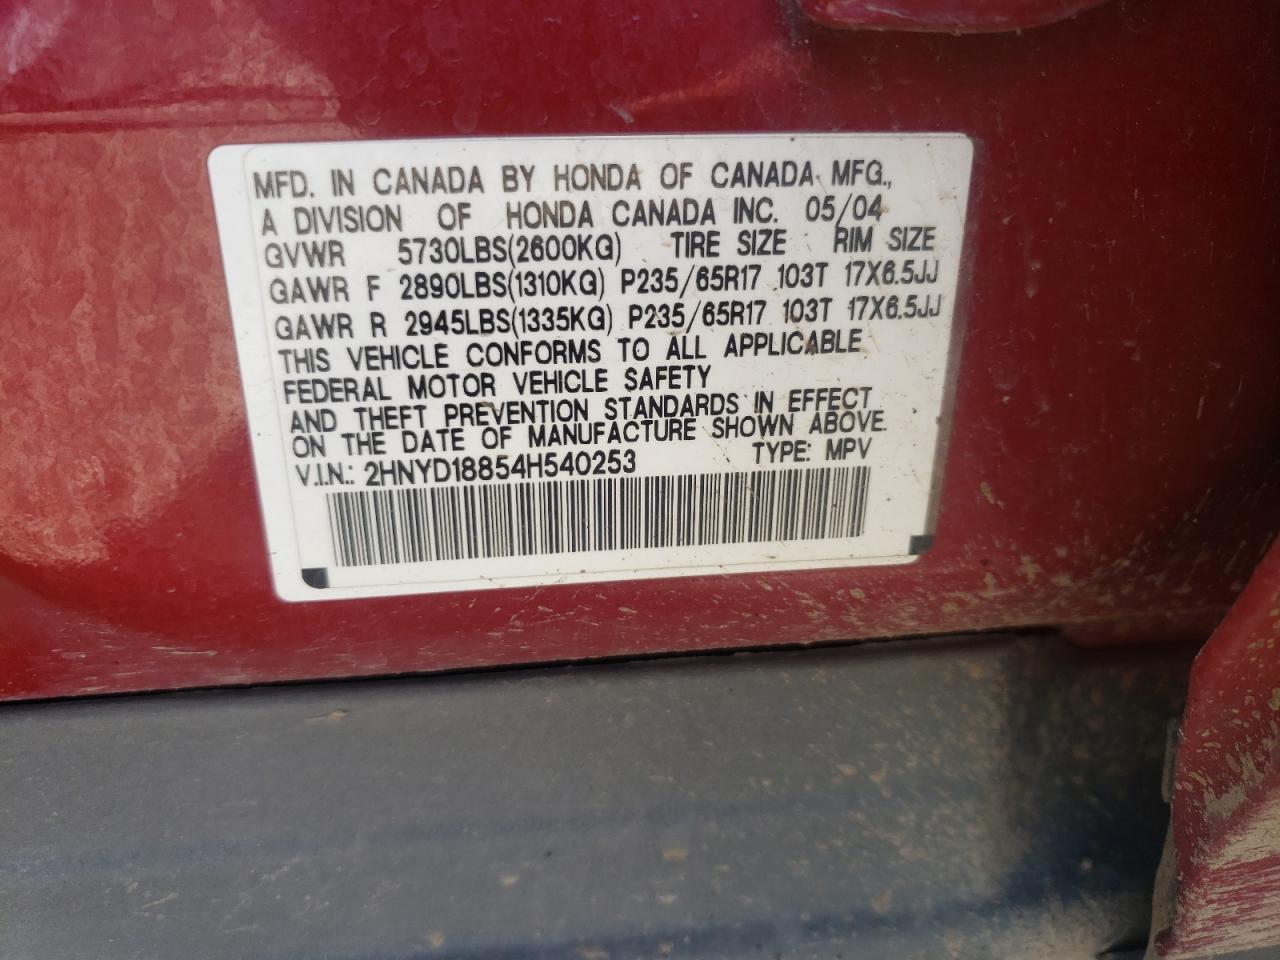 MFD. IN CANADA BY HONDA OF CANADA MFG.,
A DIVISION OF HONDA CANADA INC. 05/04
GVWR 5730LBS(2600KG) TIRE SIZE RIM SIZE
GAWR F 2890LBS(1310KG) P235/65R17 103T 17X6.5JJ
GAWR R 2945LBS(1335KG) P235/65R17 103T 17X6.5JJ
THIS VEHICLE CONFORMS TO ALL APPLICABLE
FEDERAL MOTOR VEHICLE SAFETY
AND THEFT PREVENTION STANDARDS IN EFFECT
ON THE DATE OF MANUFACTURE SHOWN ABOVE.
V.I.N.: 2HNYD18854H540253 TYPE: MPV